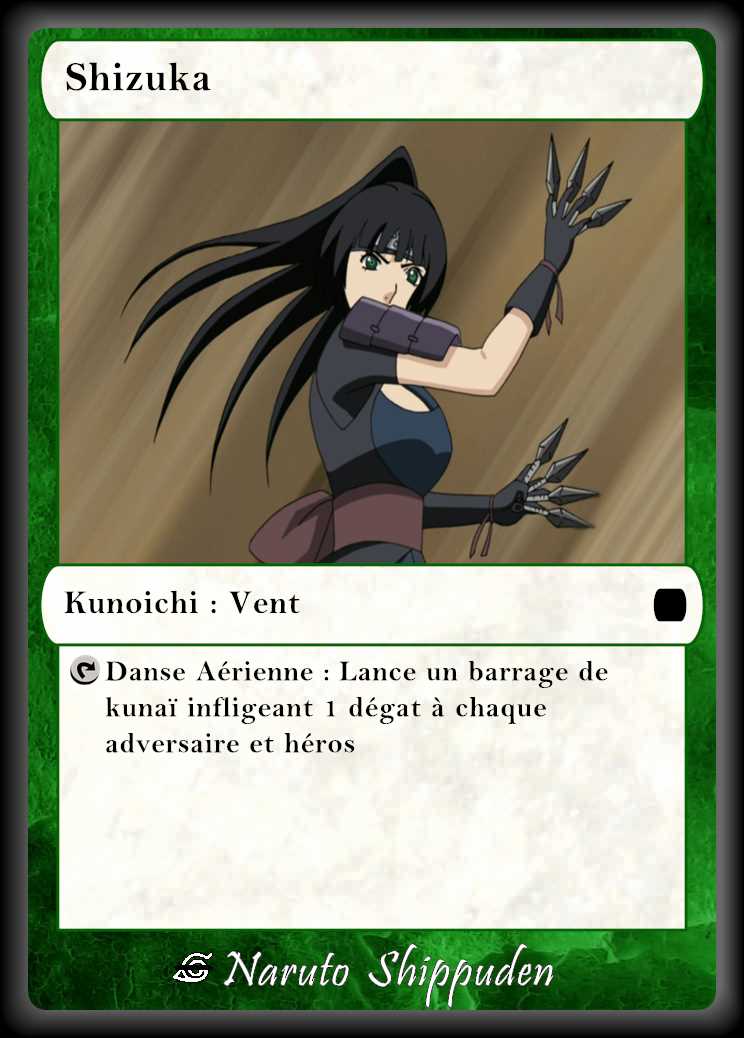 Shizuka
Kunoichi : Vent
Danse Aérienne : Lance un barrage de
kunaï infligeant 1 dégat à chaque
adversaire et héros
Naruto Shippuden